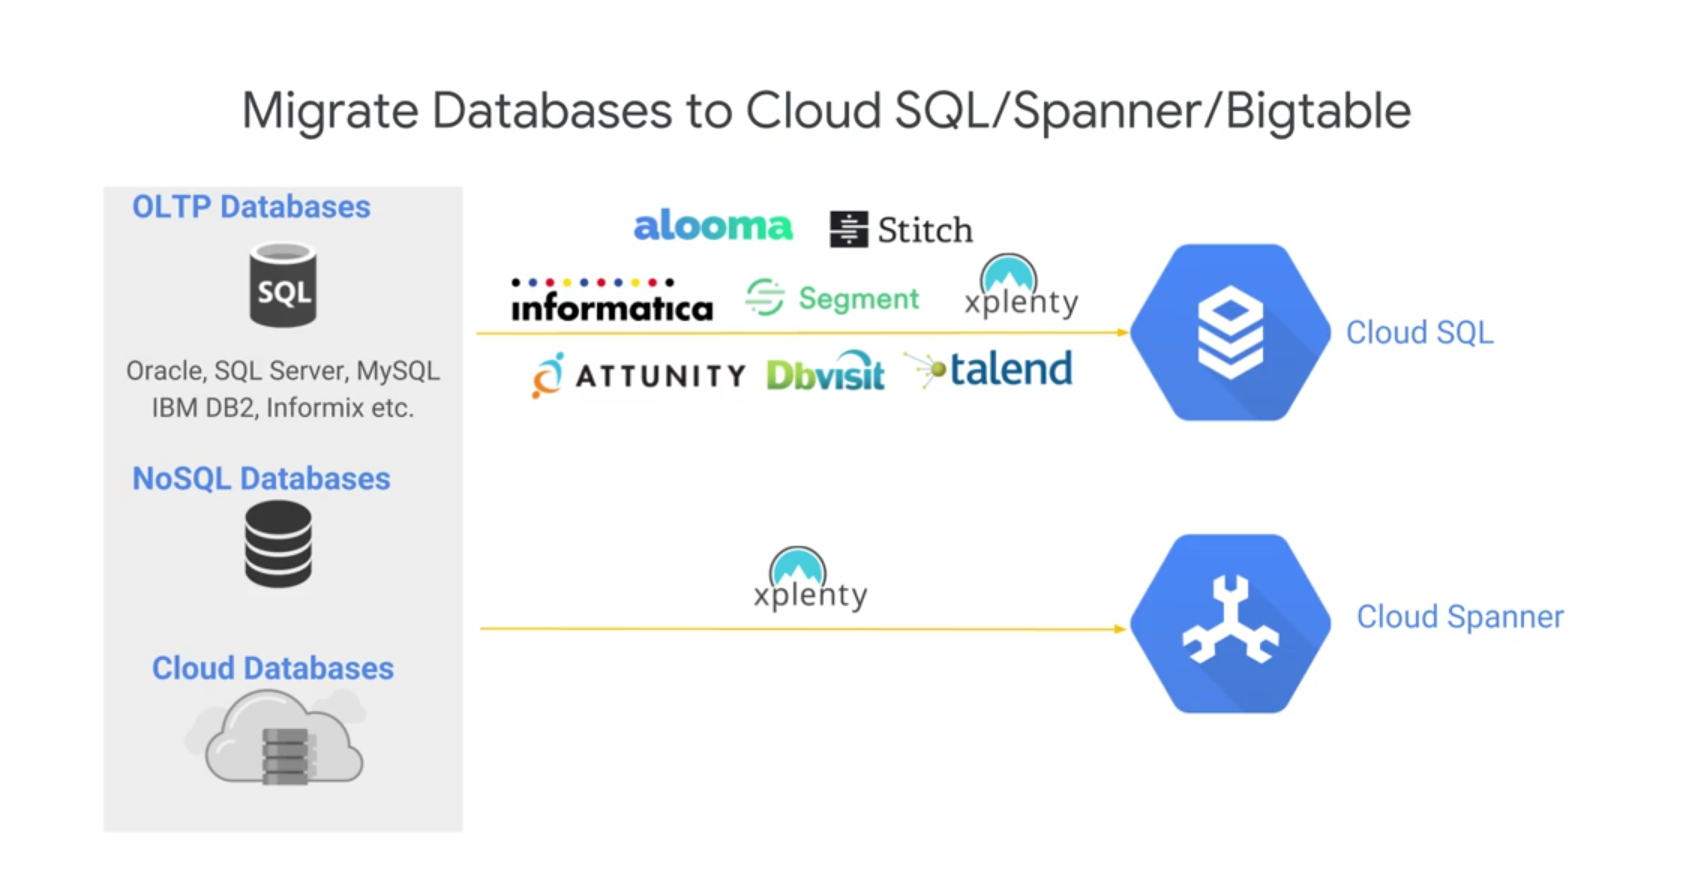 Migrate Databases to Cloud SQL/Spanner/Bigtable
OLTP Databases
SQL
Oracle, SQL Server, MySQL
IBM DB2, Informix etc.
NoSQL Databases
Cloud Databases
alooma
Stitch
informatica
Segment
xplenty
ATTUNITY
Dbvisit
talend
Cloud SQL
xplenty
Cloud Spanner